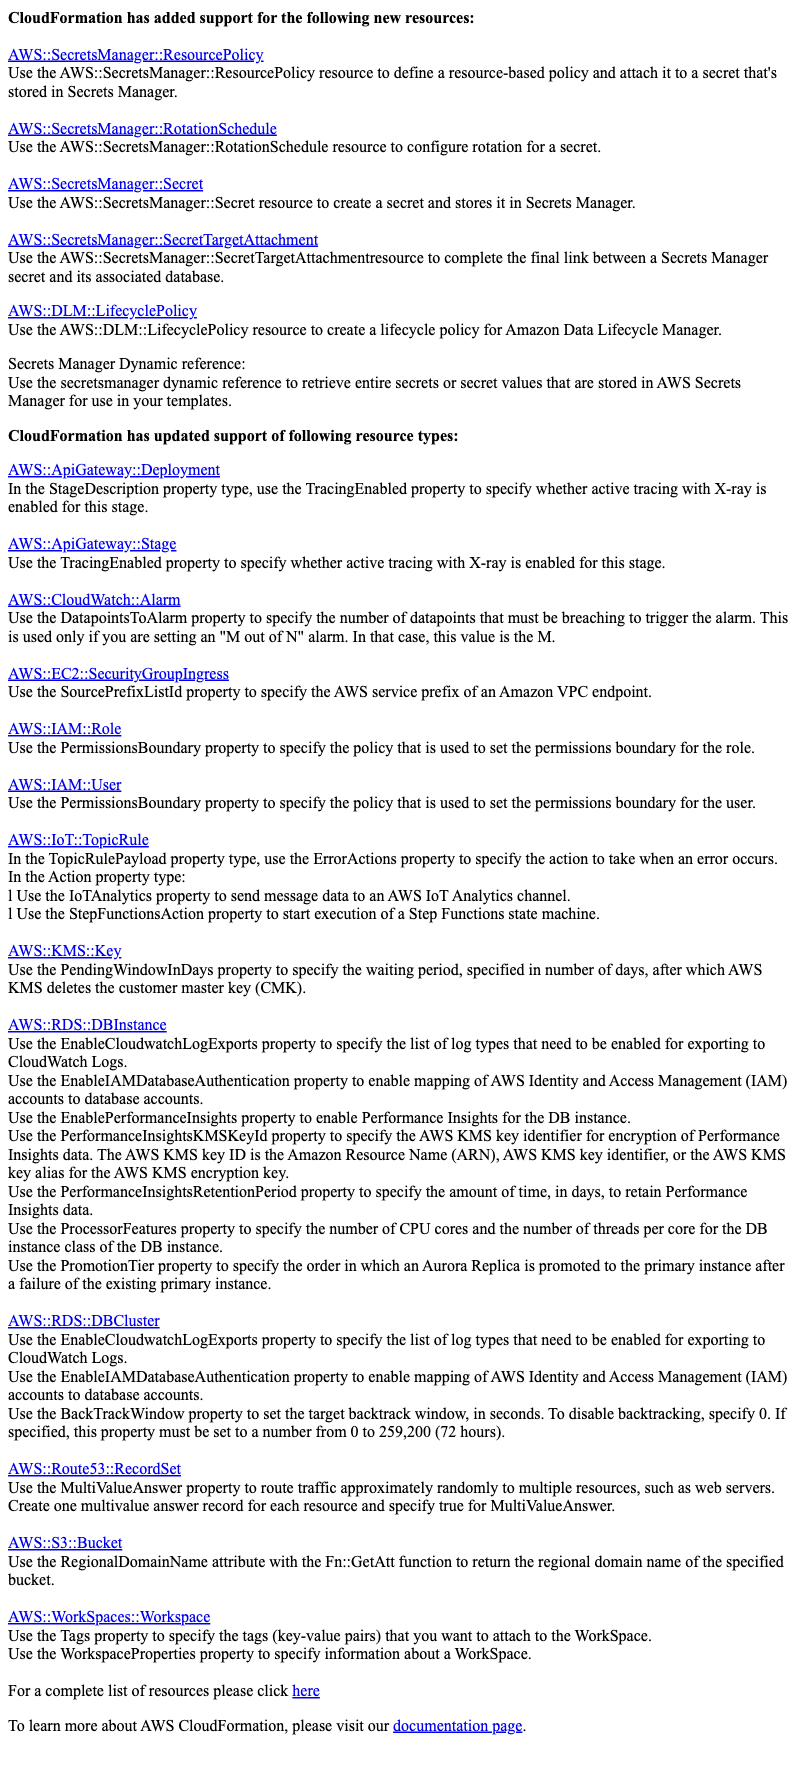 CloudFormation has added support for the following new resources:
AWS::SecretsManager::ResourcePolicy
Use the AWS::SecretsManager::ResourcePolicy resource to define a resource-based policy and attach it to a secret that's
stored in Secrets Manager.
AWS::SecretsManager::RotationSchedule
Use the AWS::SecretsManager::RotationSchedule resource to configure rotation for a secret.
AWS::SecretsManager::Secret
Use the AWS::SecretsManager::Secret resource to create a secret and stores it in Secrets Manager.
AWS::SecretsManager::SecretTargetAttachment
Use the AWS::SecretsManager::SecretTargetAttachmentresource to complete the final link between a Secrets Manager
secret and its associated database.
AWS::DLM::LifecyclePolicy
Use the AWS::DLM::LifecyclePolicy resource to create a lifecycle policy for Amazon Data Lifecycle Manager.
Secrets Manager Dynamic reference:
Use the secretsmanager dynamic reference to retrieve entire secrets or secret values that are stored in AWS Secrets
Manager for use in your templates.
CloudFormation has updated support of following resource types:
AWS::ApiGateway::Deployment
In the StageDescription property type, use the TracingEnabled property to specify whether active tracing with X-ray is
enabled for this stage.
AWS::ApiGateway::Stage
Use the TracingEnabled property to specify whether active tracing with X-ray is enabled for this stage.
AWS::CloudWatch::Alarm
Use the DatapointsToAlarm property to specify the number of datapoints that must be breaching to trigger the alarm. This
is used only if you are setting an "M out of N" alarm. In that case, this value is the M.
AWS::EC2::SecurityGroupIngress
Use the SourcePrefixListId property to specify the AWS service prefix of an Amazon VPC endpoint.
AWS::IAM::Role
Use the PermissionsBoundary property to specify the policy that is used to set the permissions boundary for the role.
AWS::IAM::User
Use the PermissionsBoundary property to specify the policy that is used to set the permissions boundary for the user.
AWS::IoT::TopicRule
In the TopicRulePayload property type, use the ErrorActions property to specify the action to take when an error occurs.
In the Action property type:
l Use the IoTAnalytics property to send message data to an AWS IoT Analytics channel.
l Use the StepFunctionsAction property to start execution of a Step Functions state machine.
AWS::KMS::Key
Use the PendingWindowInDays property to specify the waiting period, specified in number of days, after which AWS
KMS deletes the customer master key (CMK).
AWS::RDS::DBInstance
Use the EnableCloudwatchLogExports property to specify the list of log types that need to be enabled for exporting to
CloudWatch Logs.
Use the EnableIAMDatabaseAuthentication property to enable mapping of AWS Identity and Access Management (IAM)
accounts to database accounts.
Use the EnablePerformanceInsights property to enable Performance Insights for the DB instance.
Use the PerformanceInsightsKMSKeyId property to specify the AWS KMS key identifier for encryption of Performance
Insights data. The AWS KMS key ID is the Amazon Resource Name (ARN), AWS KMS key identifier, or the AWS KMS
key alias for the AWS KMS encryption key.
Use the PerformanceInsightsRetentionPeriod property to specify the amount of time, in days, to retain Performance
Insights data.
Use the ProcessorFeatures property to specify the number of CPU cores and the number of threads per core for the DB
instance class of the DB instance.
Use the PromotionTier property to specify the order in which an Aurora Replica is promoted to the primary instance after
a failure of the existing primary instance.
AWS::RDS::DBCluster
Use the EnableCloudwatchLogExports property to specify the list of log types that need to be enabled for exporting to
CloudWatch Logs.
Use the EnableIAMDatabaseAuthentication property to enable mapping of AWS Identity and Access Management (IAM)
accounts to database accounts.
Use the BackTrackWindow property to set the target backtrack window, in seconds. To disable backtracking, specify 0. If
specified, this property must be set to a number from 0 to 259,200 (72 hours).
AWS::Route53::RecordSet
Use the MultiValueAnswer property to route traffic approximately randomly to multiple resources, such as web servers.
Create one multivalue answer record for each resource and specify true for MultiValueAnswer.
AWS::S3::Bucket
Use the RegionalDomainName attribute with the Fn::GetAtt function to return the regional domain name of the specified
bucket.
AWS::WorkSpaces::Workspace
Use the Tags property to specify the tags (key-value pairs) that you want to attach to the WorkSpace.
Use the WorkspaceProperties property to specify information about a WorkSpace.
For a complete list of resources please click here
To learn more about AWS CloudFormation, please visit our documentation page.